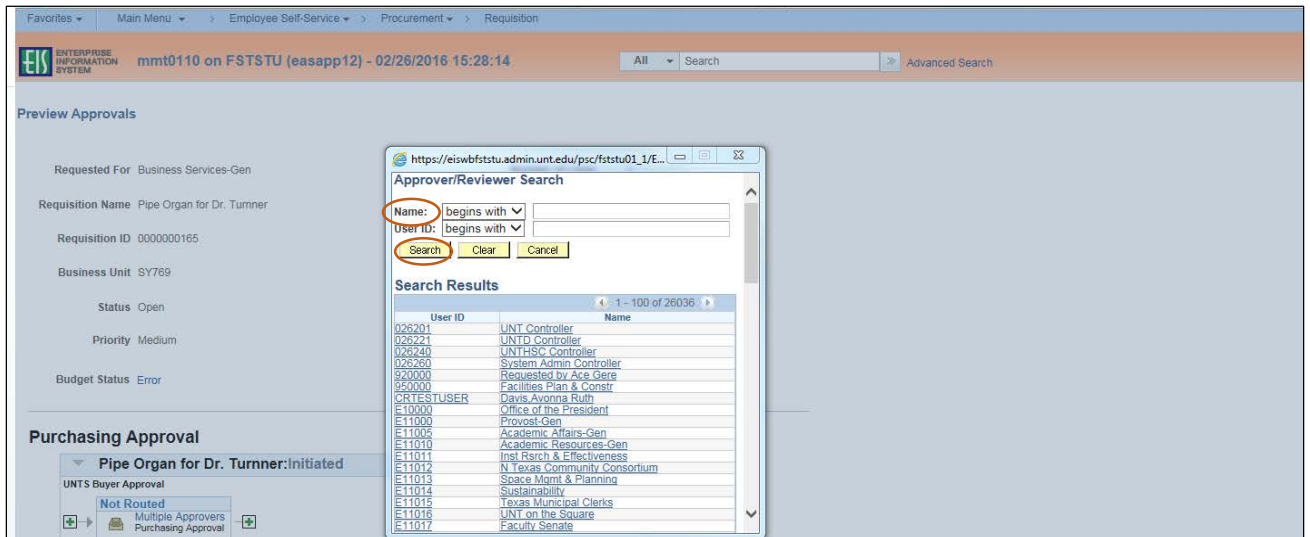 Favorites Main Menu > Employee Self-Service > Procurement > Requisition
EIS ENTERPRISE INFORMATION SYSTEM
mmt0110 on FSTSTU (easapp12) - 02/26/2016 15:28:14
All Search
Advanced Search
Preview Approvals
Requested For Business Services-Gen
Requisition Name Pipe Organ for Dr. Turnner
Requisition ID 0000000165
Business Unit SY769
Status Open
Priority Medium
Budget Status Error
Purchasing Approval
Pipe Organ for Dr. Turnner:Initiated
UNTS Buyer Approval
Not Routed
Multiple Approvers
Purchasing Approval
https://eiswbfststu.admin.unt.edu/psc/fststu01_1/E...
Approver/Reviewer Search
Name: begins with
User ID: begins with
Search Clear Cancel
Search Results
1 - 100 of 26036
User ID Name
026201 UNT Controller
026221 UNTD Controller
026240 UNTHSC Controller
026260 System Admin Controller
920000 Requested by Ace Gere
950000 Facilities Plan & Constr
CRTESTUSER Davis,Avonna Ruth
E10000 Office of the President
E11000 Provost-Gen
E11005 Academic Affairs-Gen
E11010 Academic Resources-Gen
E11011 Inst Rsrch & Effectiveness
E11012 N Texas Community Consortium
E11013 Space Mgmt & Planning
E11014 Sustainability
E11015 Texas Municipal Clerks
E11016 UNT on the Square
E11017 Faculty Senate